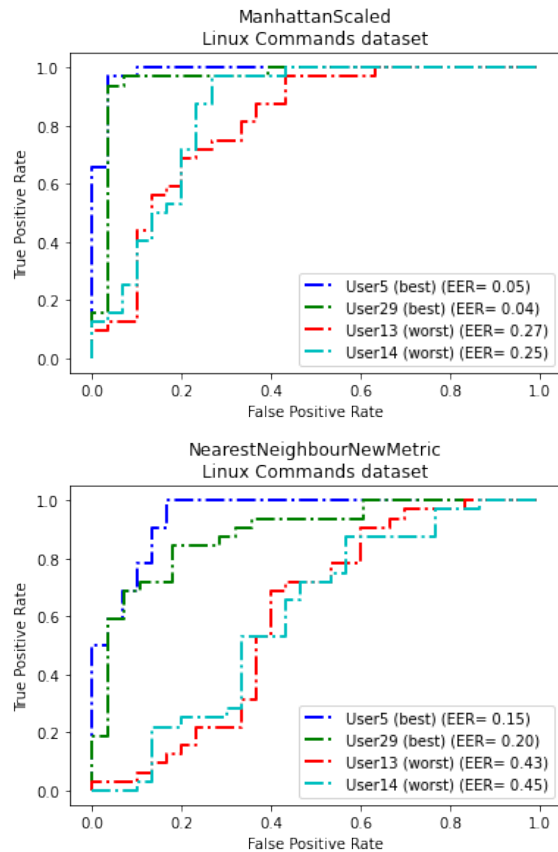 ManhattanScaled
Linux Commands dataset
1.0
0.8
0.6
0.4
0.2
0.0
True Positive Rate
User5 (best) (EER= 0.05)
User29 (best) (EER= 0.04)
User13 (worst) (EER= 0.27)
User14 (worst) (EER= 0.25)
0.0 0.2 0.4 0.6 0.8 1.0
False Positive Rate
NearestNeighbourNewMetric
Linux Commands dataset
1.0
0.8
0.6
0.4
0.2
0.0
True Positive Rate
User5 (best) (EER= 0.15)
User29 (best) (EER= 0.20)
User13 (worst) (EER= 0.43)
User14 (worst) (EER= 0.45)
0.0 0.2 0.4 0.6 0.8 1.0
False Positive Rate